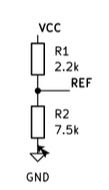 VCC
R1
2.2k
REF
R2
7.5k
GND